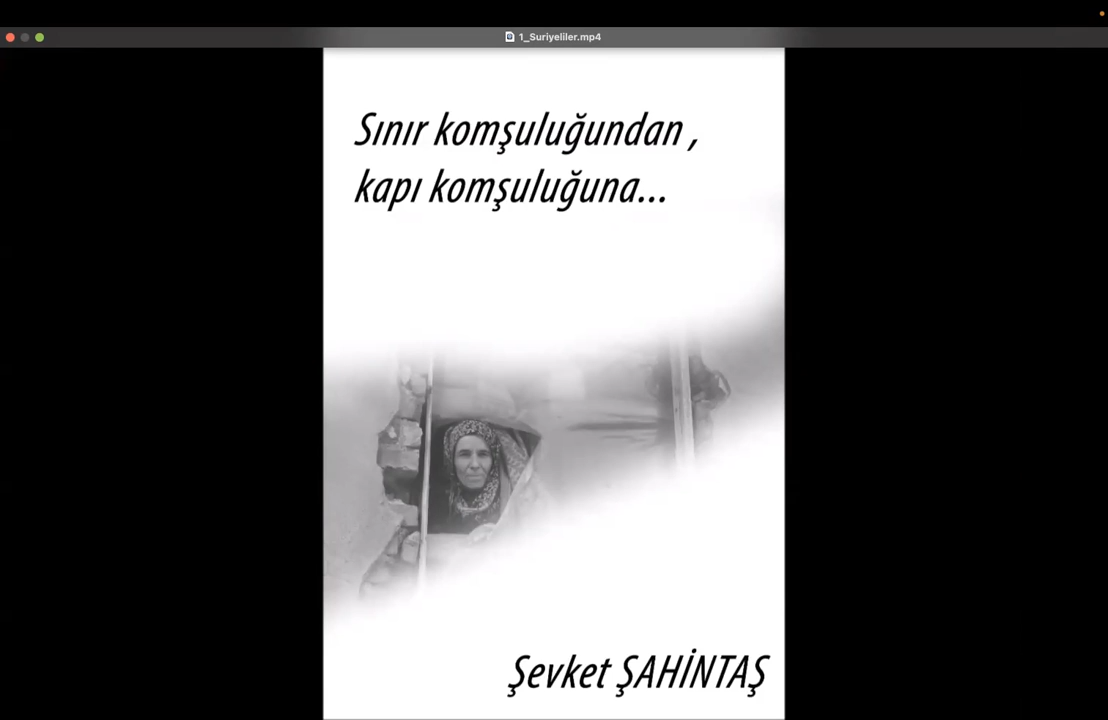 1_Suriyeliler.mp4
Sınır komşuluğundan ,
kapı komşuluğuna...
Şevket ŞAHİNTAŞ